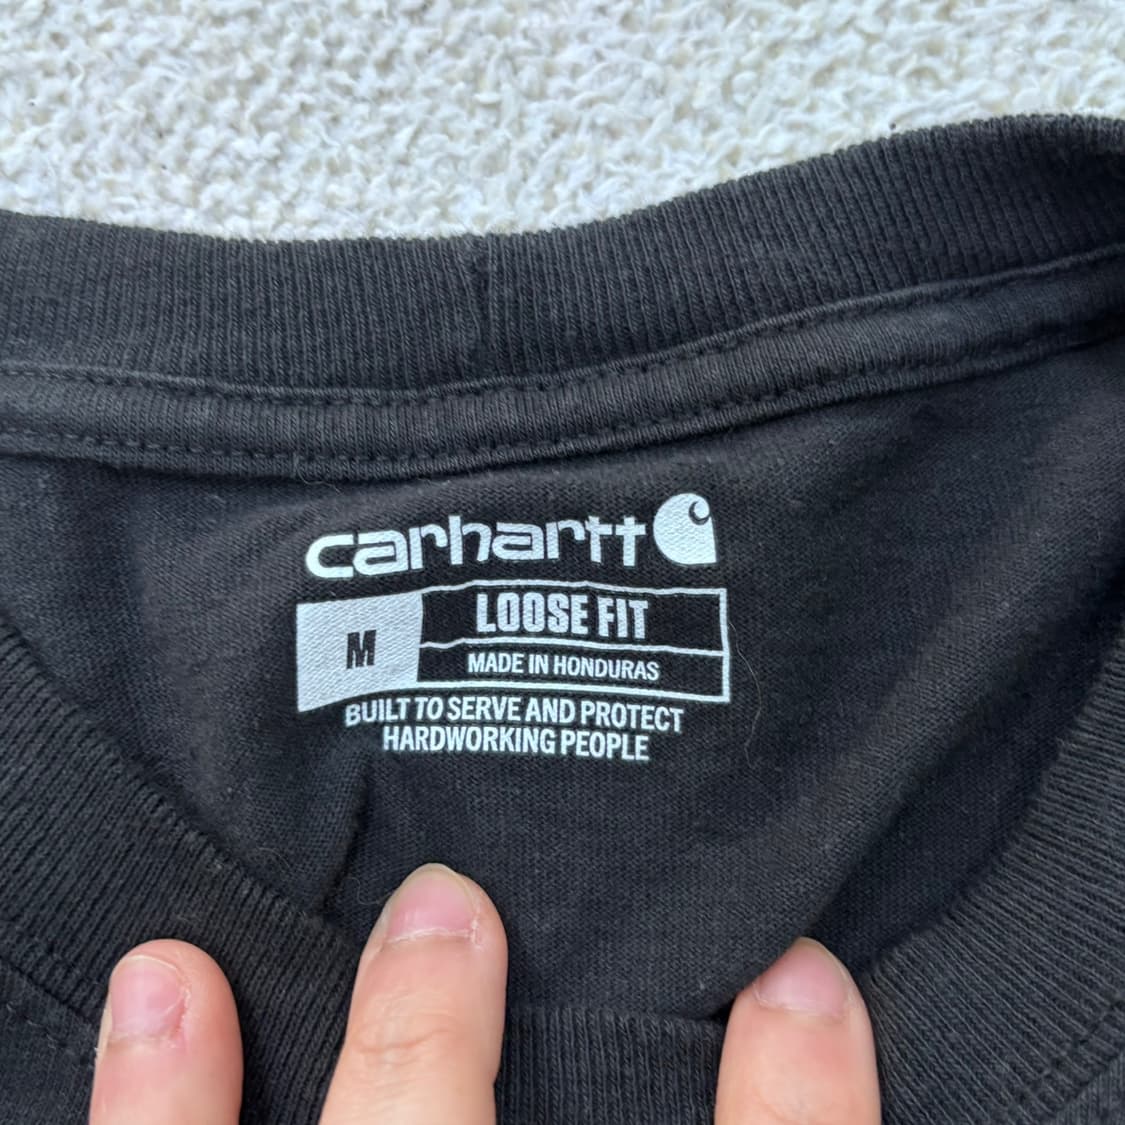 carhartt
M
LOOSE FIT
MADE IN HONDURAS
BUILT TO SERVE AND PROTECT
HARDWORKING PEOPLE